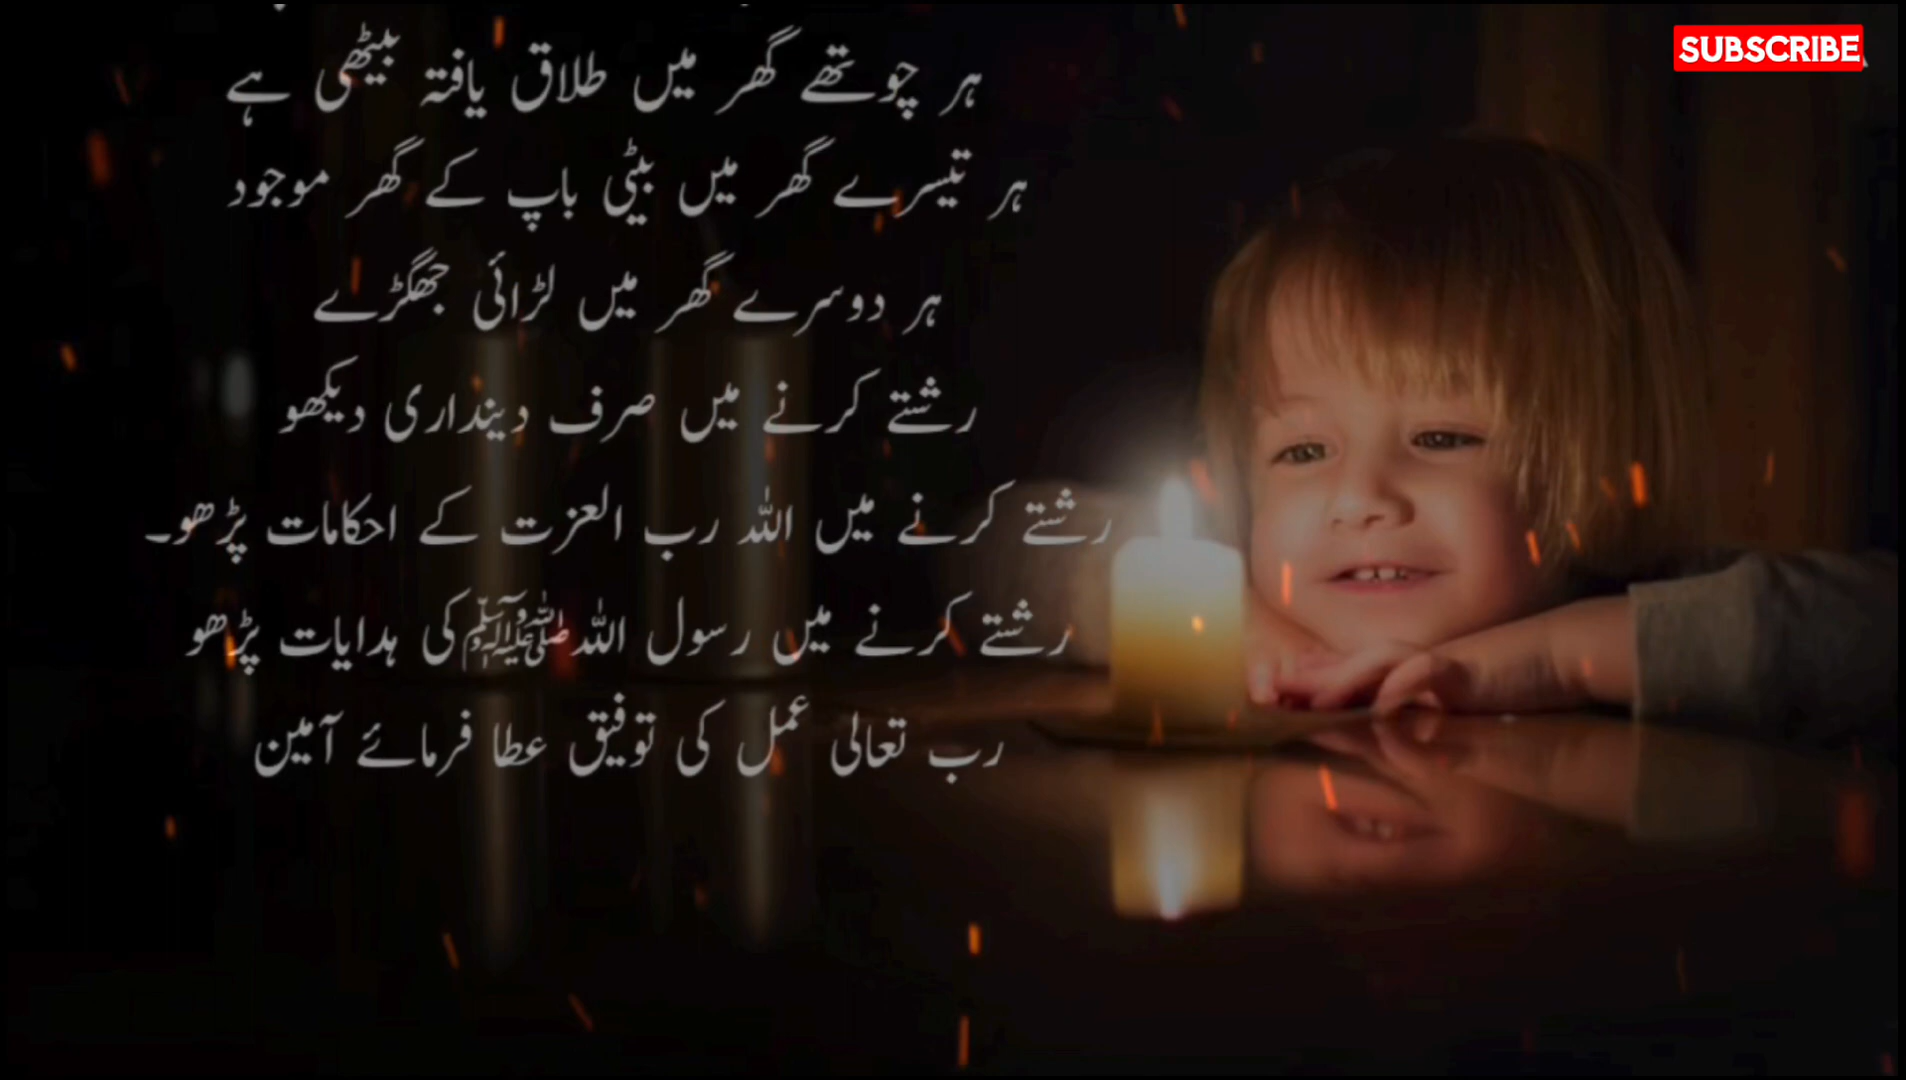 SUBSCRIBE
ہر چوتھے گھر میں طلاق یافتہ بیٹھی ہے
ہر تیسرے گھر میں بیٹی باپ کے گھر موجود
ہر دوسرے گھر میں لڑائی جھگڑے
رشتے کرنے میں صرف دینداری دیکھو
رشتے کرنے میں اللہ رب العزت کے احکامات پڑھو۔
رشتے کرنے میں رسول اللہ ﷺ کی ہدایات پڑھو
رب تعالی عمل کی توفیق عطا فرمائے آمین